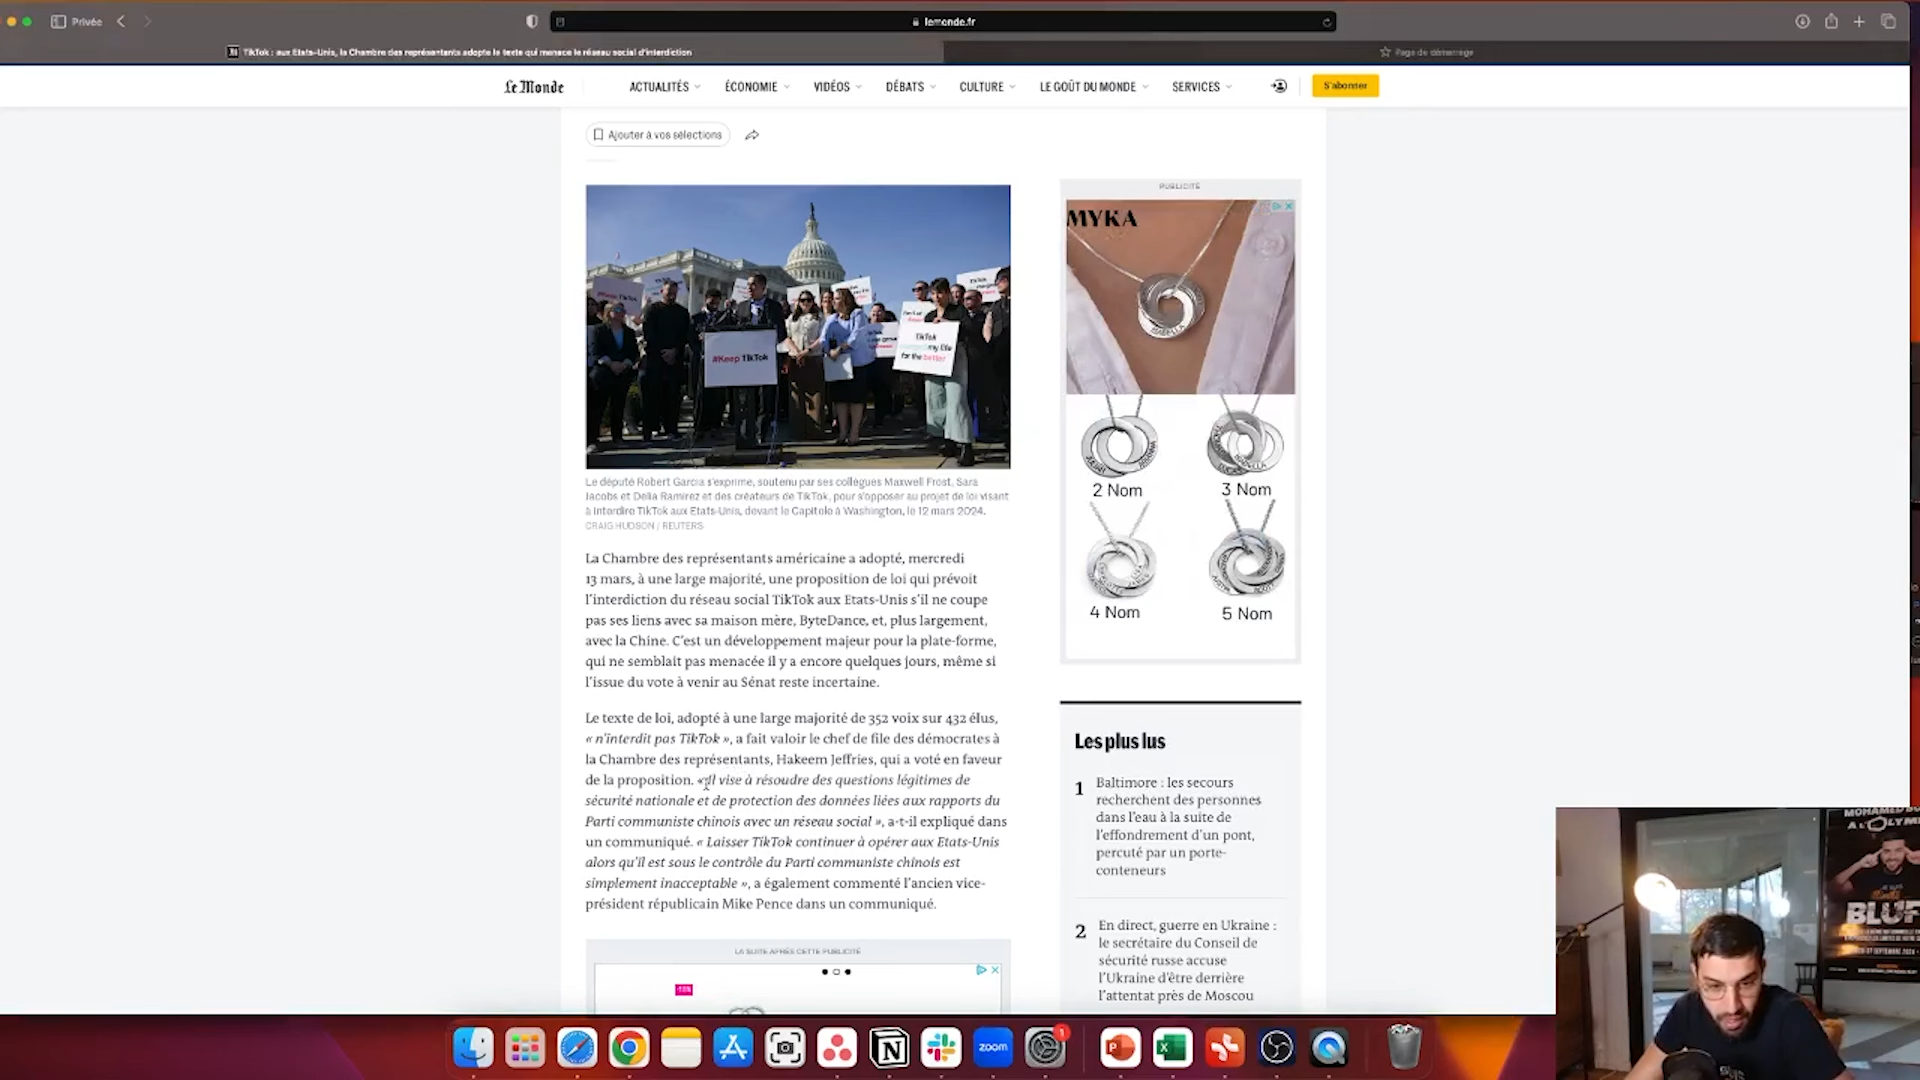 Privée
lemonde.fr
TikTok : aux Etats-Unis, la Chambre des représentants adopte le texte qui menace le réseau social d'interdiction
Page de démarrage
Le Monde
ACTUALITÉS
ÉCONOMIE
VIDÉOS
DÉBATS
CULTURE
LE GOÛT DU MONDE
SERVICES
S'abonner
Ajouter à vos sélections
#Keep TikTok
TikTok
my life
for the better
Le député Robert Garcia s'exprime, soutenu par ses collègues Maxwell Frost, Sara
Jacobs et Delia Ramirez et des créateurs de TikTok, pour s'opposer au projet de loi visant
à interdire TikTok aux Etats-Unis, devant le Capitole à Washington, le 12 mars 2024.
CRAIG HUDSON / REUTERS
La Chambre des représentants américaine a adopté, mercredi
13 mars, à une large majorité, une proposition de loi qui prévoit
l'interdiction du réseau social TikTok aux Etats-Unis s'il ne coupe
pas ses liens avec sa maison mère, ByteDance, et, plus largement,
avec la Chine. C'est un développement majeur pour la plate-forme,
qui ne semblait pas menacée il y a encore quelques jours, même si
l'issue du vote à venir au Sénat reste incertaine.
Le texte de loi, adopté à une large majorité de 352 voix sur 432 élus,
« n'interdit pas TikTok », a fait valoir le chef de file des démocrates à
la Chambre des représentants, Hakeem Jeffries, qui a voté en faveur
de la proposition. « Il vise à résoudre des questions légitimes de
sécurité nationale et de protection des données liées aux rapports du
Parti communiste chinois avec un réseau social », a-t-il expliqué dans
un communiqué. « Laisser TikTok continuer à opérer aux Etats-Unis
alors qu'il est sous le contrôle du Parti communiste chinois est
simplement inacceptable », a également commenté l'ancien vice-
président républicain Mike Pence dans un communiqué.
LA SUITE APRÈS CETTE PUBLICITÉ
PUBLICITÉ
MYKA
2 Nom
3 Nom
4 Nom
5 Nom
Les plus lus
1
Baltimore : les secours
recherchent des personnes
dans l'eau à la suite de
l'effondrement d'un pont,
percuté par un porte-
conteneurs
2
En direct, guerre en Ukraine :
le secrétaire du Conseil de
sécurité russe accuse
l'Ukraine d'être derrière
l'attentat près de Moscou
zoom
1